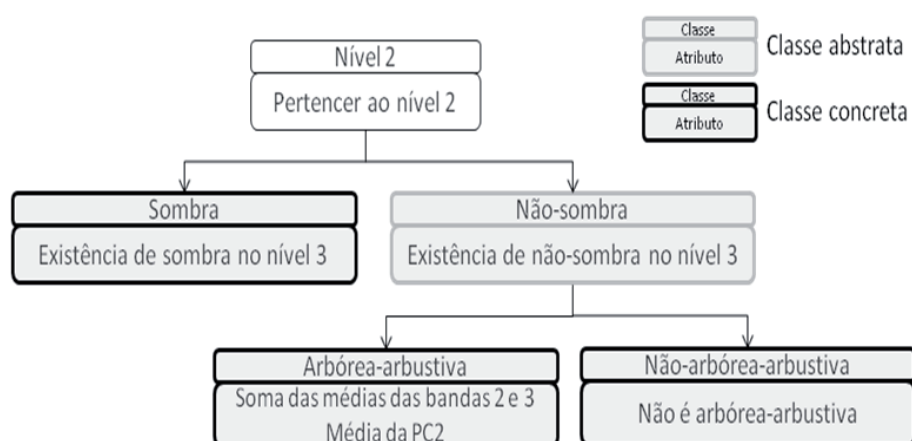 Nível 2
Pertencer ao nível 2
Classe
Atributo
Classe abstrata
Classe
Atributo
Classe concreta
Sombra
Existência de sombra no nível 3
Não-sombra
Existência de não-sombra no nível 3
Arbórea-arbustiva
Soma das médias das bandas 2 e 3
Média da PC2
Não-arbórea-arbustiva
Não é arbórea-arbustiva